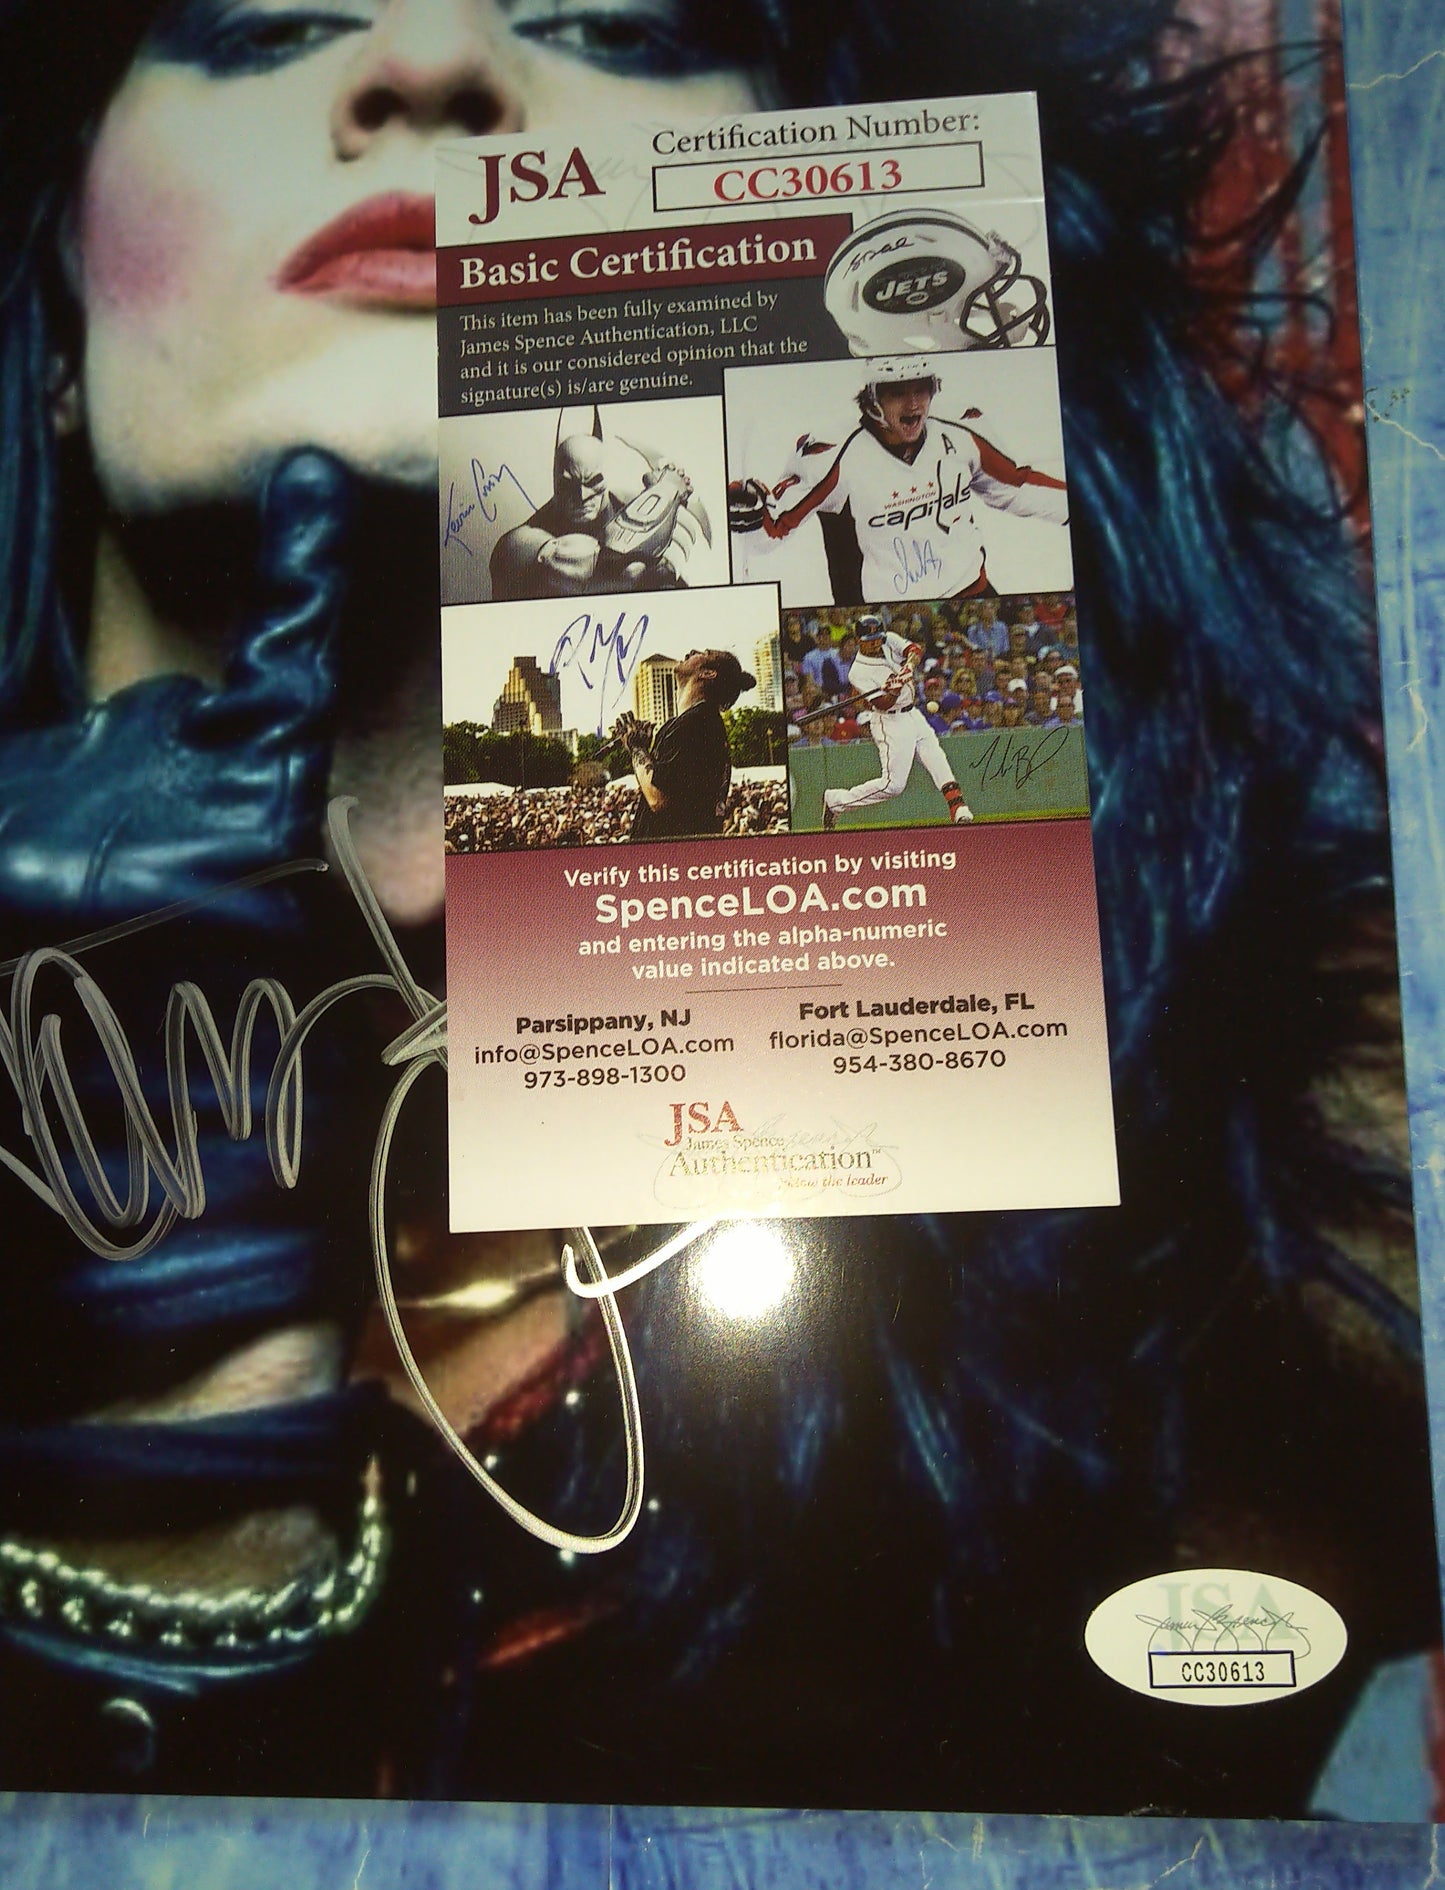 JSA
Certification Number:
CC30613
Basic Certification
This item has been fully examined by
James Spence Authentication, LLC
and it is our considered opinion that the
signature(s) is/are genuine.
JETS
WASHINGTON
capitals
A
Verify this certification by visiting
SpenceLOA.com
and entering the alpha-numeric
value indicated above.
Parsippany, NJ
info@SpenceLOA.com
973-898-1300
Fort Lauderdale, FL
florida@SpenceLOA.com
954-380-8670
JSA
James Spence
Authentication™
the leader
JSA
CC30613